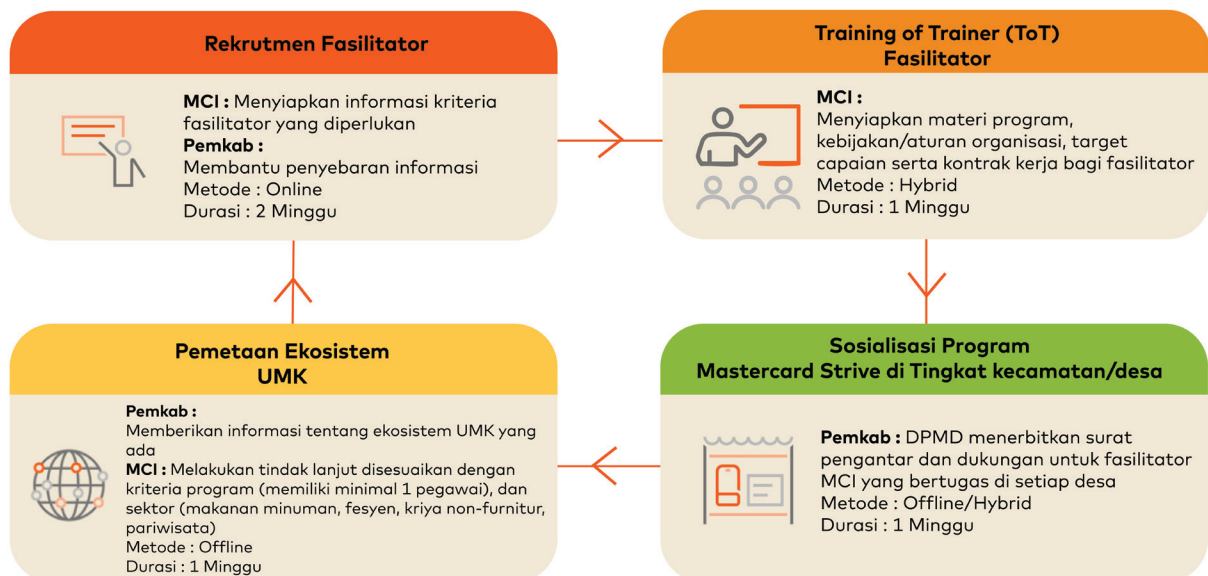 Rekrutmen Fasilitator
MCI : Menyiapkan informasi kriteria
fasilitator yang diperlukan
Pemkab :
Membantu penyebaran informasi
Metode : Online
Durasi : 2 Minggu
Training of Trainer (ToT)
Fasilitator
MCI :
Menyiapkan materi program,
kebijakan/aturan organisasi, target
capaian serta kontrak kerja bagi fasilitator
Metode : Hybrid
Durasi : 1 Minggu
Sosialisasi Program
Mastercard Strive di Tingkat kecamatan/desa
Pemkab : DPMD menerbitkan surat
pengantar dan dukungan untuk fasilitator
MCI yang bertugas di setiap desa
Metode : Offline/Hybrid
Durasi : 1 Minggu
Pemetaan Ekosistem
UMK
Pemkab :
Memberikan informasi tentang ekosistem UMK yang
ada
MCI : Melakukan tindak lanjut disesuaikan dengan
kriteria program (memiliki minimal 1 pegawai), dan
sektor (makanan minuman, fesyen, kriya non-furnitur,
pariwisata)
Metode : Offline
Durasi : 1 Minggu